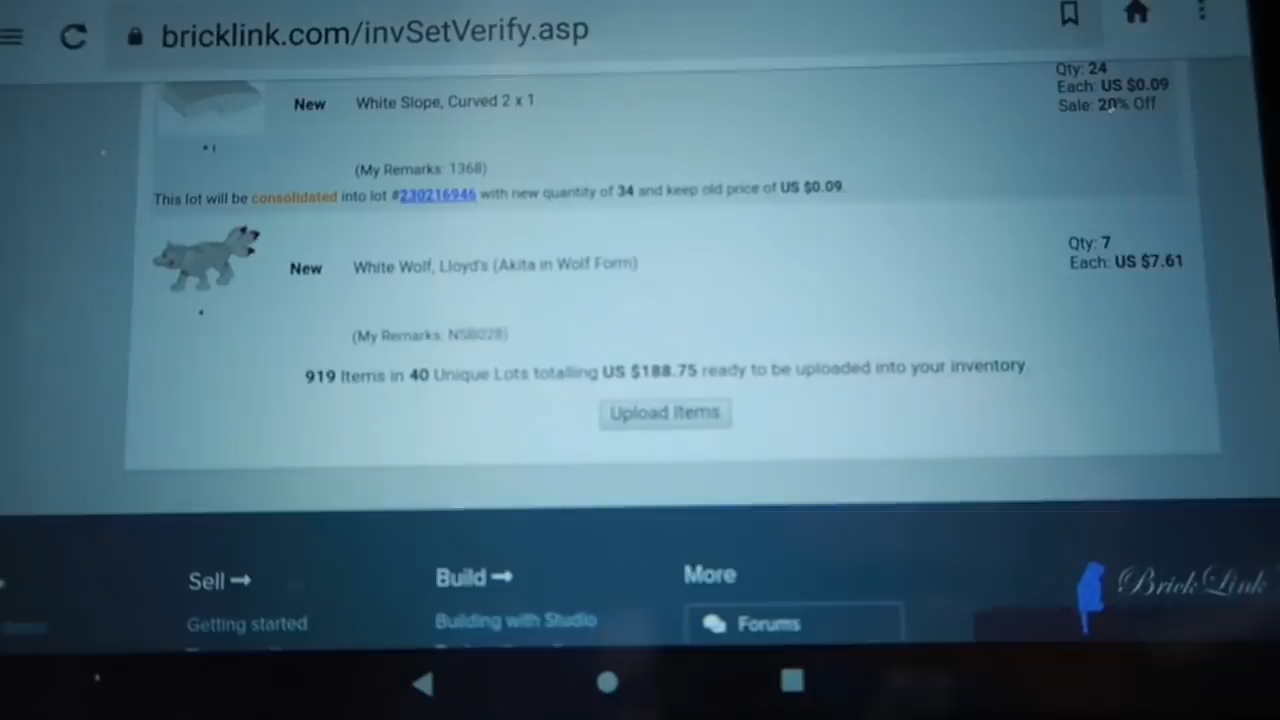 bricklink.com/invSetVerify.asp
Qty: 24
New White Slope, Curved 2 x 1 Each: US $0.09
Sale: 20% Off
* !
(My Remarks: 1368)
This lot will be consolidated into lot #230216946 with new quantity of 34 and keep old price of US $0.09.
Qty: 7
New White Wolf, Lloyd's (Akita in Wolf Form) Each: US $7.61
*
(My Remarks: NSB028)
919 Items in 40 Unique Lots totalling US $188.75 ready to be uploaded into your inventory
Upload Items
Sell → Build → More
BrickLink
Getting started Building with Studio Forums